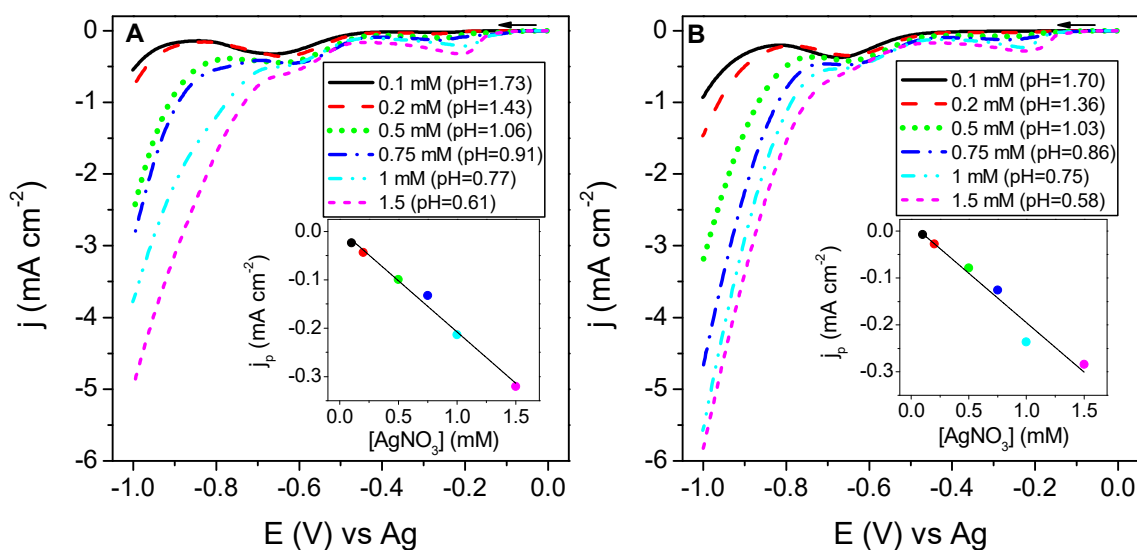 A
0
-1
-2
-3
-4
-5
-6
j (mA cm⁻²)
-1.0 -0.8 -0.6 -0.4 -0.2 0.0
E (V) vs Ag
0.1 mM (pH=1.73)
0.2 mM (pH=1.43)
0.5 mM (pH=1.06)
0.75 mM (pH=0.91)
1 mM (pH=0.77)
1.5 (pH=0.61)
0.0
-0.1
-0.2
-0.3
jₚ (mA cm⁻²)
0.0 0.5 1.0 1.5
[AgNO₃] (mM)
B
0
-1
-2
-3
-4
-5
-6
j (mA cm⁻²)
-1.0 -0.8 -0.6 -0.4 -0.2 0.0
E (V) vs Ag
0.1 mM (pH=1.70)
0.2 mM (pH=1.36)
0.5 mM (pH=1.03)
0.75 mM (pH=0.86)
1 mM (pH=0.75)
1.5 mM (pH=0.58)
0.0
-0.1
-0.2
-0.3
jₚ (mA cm⁻²)
0.0 0.5 1.0 1.5
[AgNO₃] (mM)